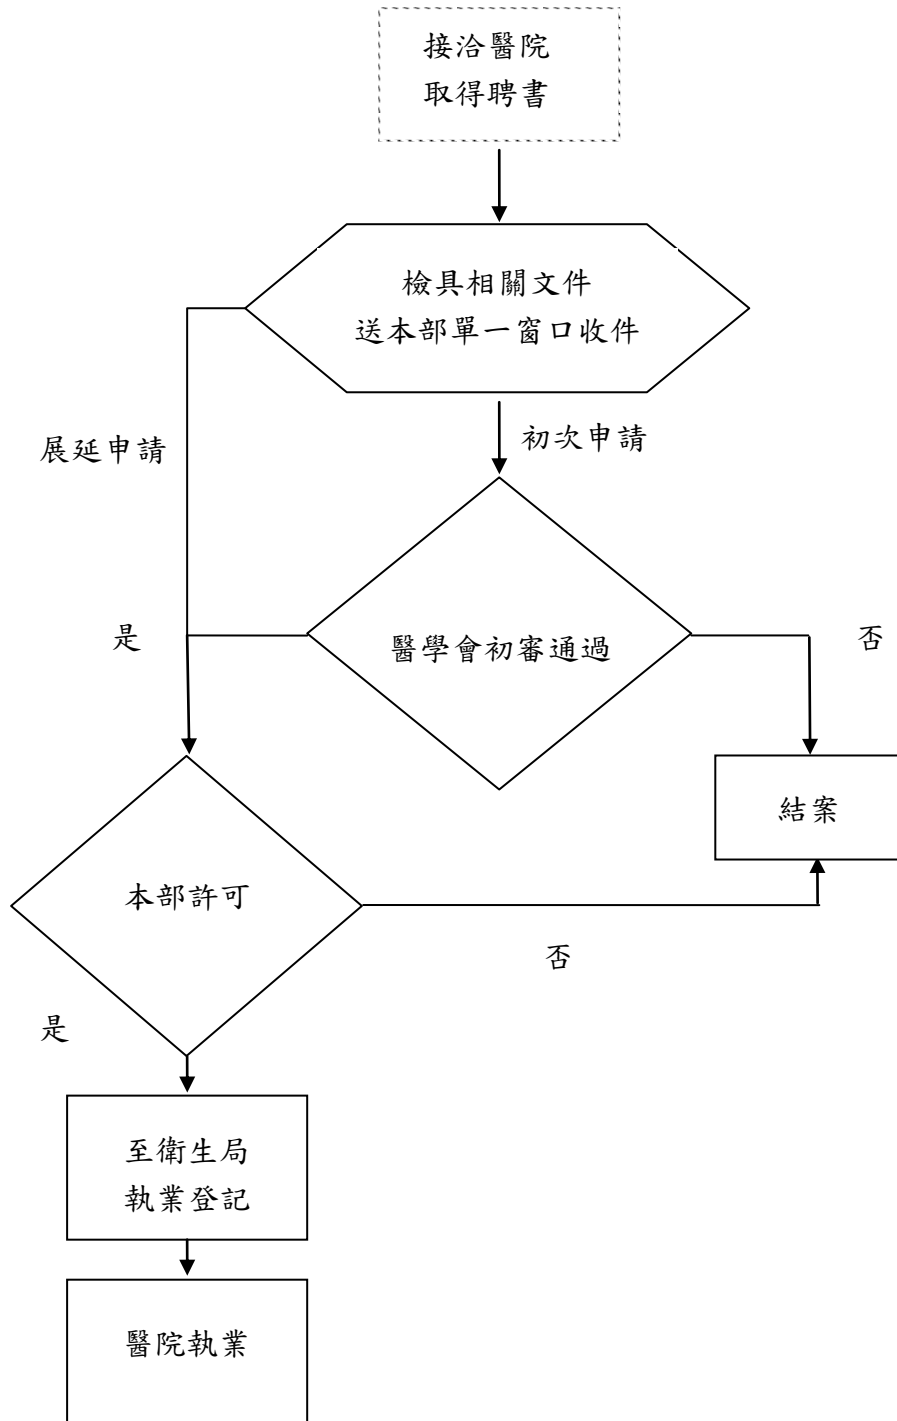 接洽醫院
取得聘書
檢具相關文件
送本部單一窗口收件
展延申請
初次申請
是
醫學會初審通過
否
結案
本部許可
否
是
至衛生局
執業登記
醫院執業